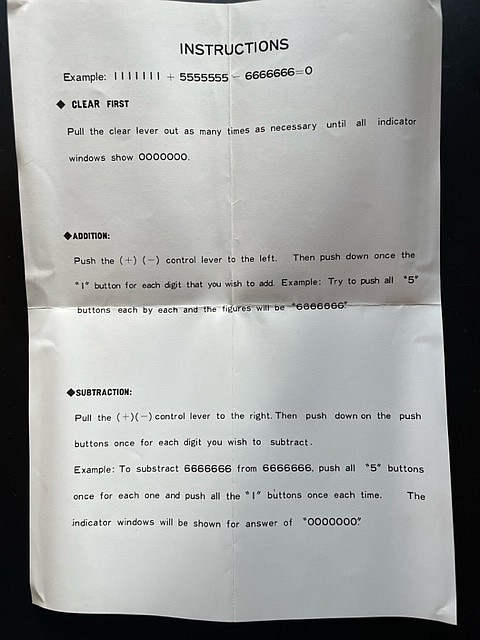 INSTRUCTIONS
Example: 1111111 + 5555555 - 6666666=0
◆ CLEAR FIRST
Pull the clear lever out as many times as necessary until all indicator
windows show 0000000.
◆ADDITION:
Push the (+) (-) control lever to the left. Then push down once the
"1" button for each digit that you wish to add. Example: Try to push all "5"
buttons each by each and the figures will be "6666666".
◆SUBTRACTION:
Pull the (+)(-) control lever to the right. Then push down on the push
buttons once for each digit you wish to subtract.
Example: To substract 6666666 from 6666666, push all "5" buttons
once for each one and push all the "1" buttons once each time. The
indicator windows will be shown for answer of "0000000".